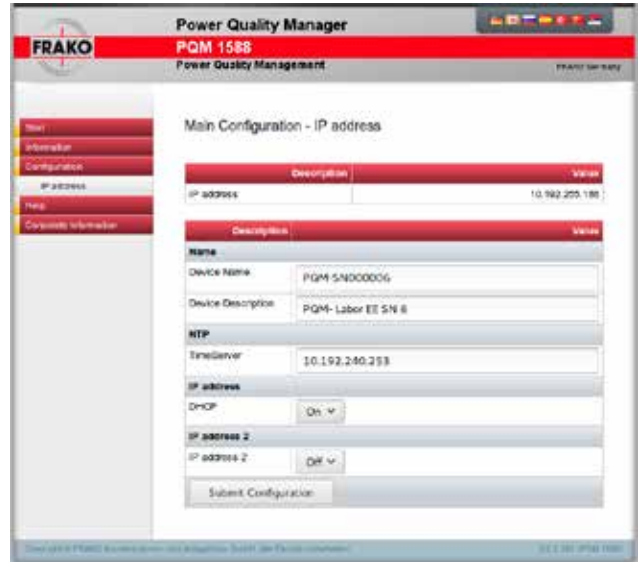 FRAKO
Power Quality Manager
PQM 1588
Power Quality Management
FRAKO Germany
Start
Information
Configuration
IP address
Help
Corporate Information
Main Configuration - IP address
Description Value
IP address 10.192.255.188
Description Value
Name
Device Name PQM-SN000006
Device Description PQM- Labor EE SN 6
NTP
TimeServer 10.192.240.253
IP address
DHCP On
IP address 2
IP address 2 Off
Submit Configuration